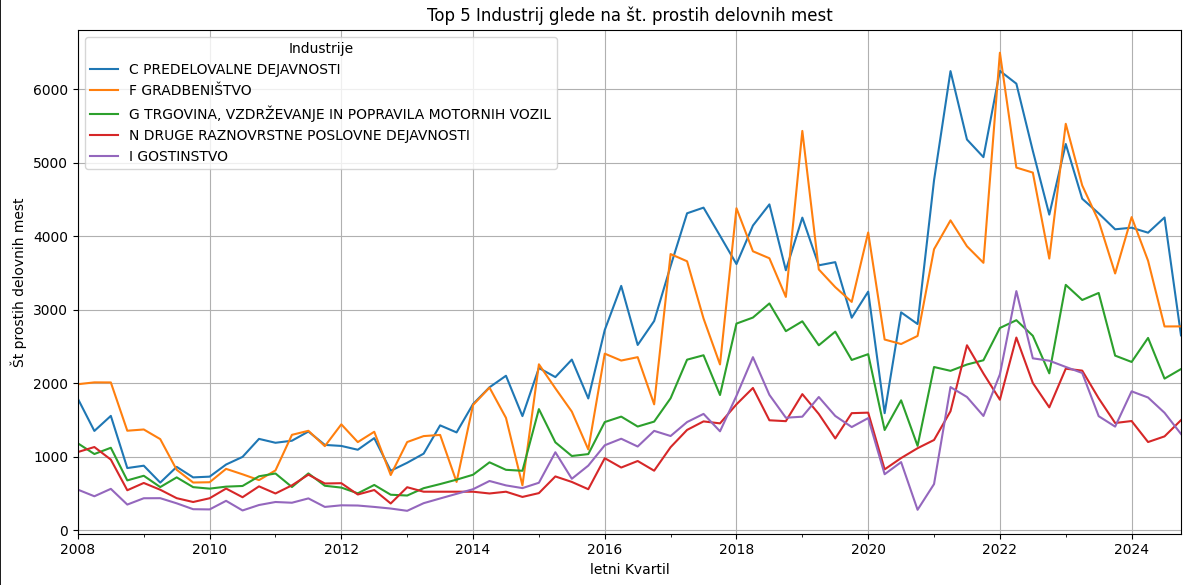 Top 5 Industrij glede na št. prostih delovnih mest
Industrije
C PREDELOVALNE DEJAVNOSTI
F GRADBENIŠTVO
G TRGOVINA, VZDRŽEVANJE IN POPRAVILA MOTORNIH VOZIL
N DRUGE RAZNOVRSTNE POSLOVNE DEJAVNOSTI
I GOSTINSTVO
Št prostih delovnih mest
6000
5000
4000
3000
2000
1000
0
2008 2010 2012 2014 2016 2018 2020 2022 2024
letni Kvartil